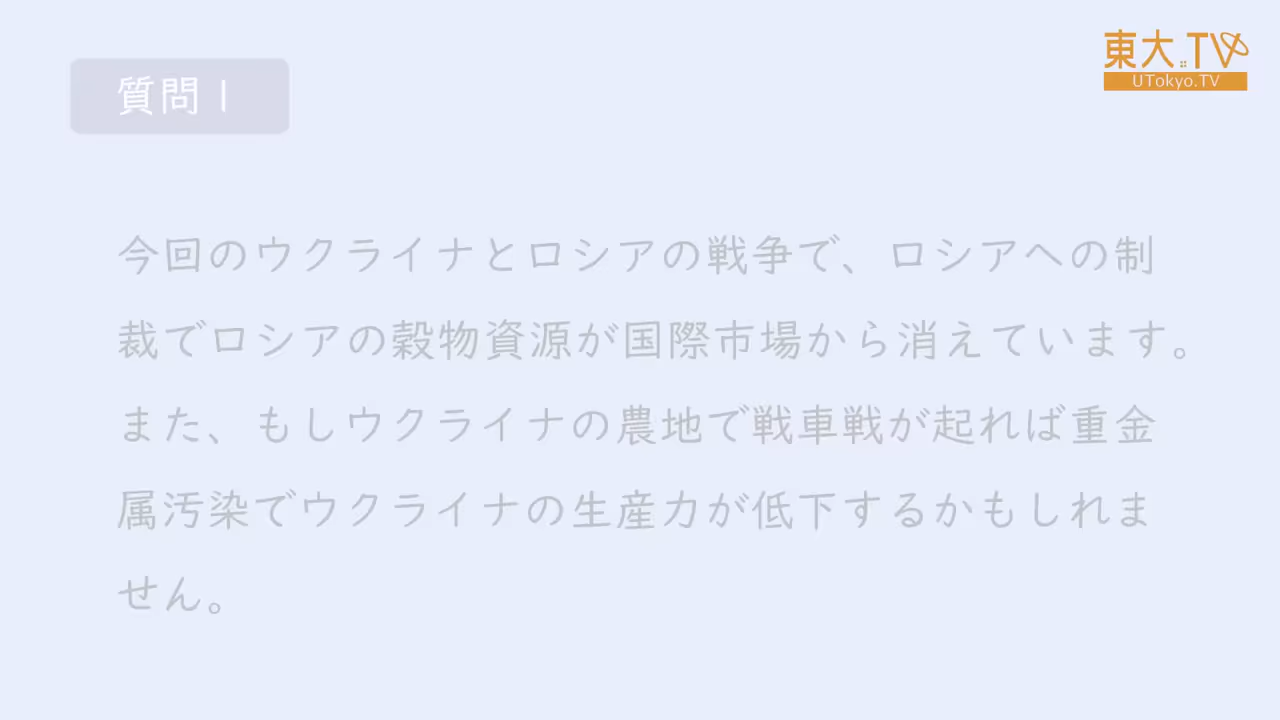 東大TV
UTokyo.TV
質問1
今回のウクライナとロシアの戦争で、ロシアへの制
裁でロシアの穀物資源が国際市場から消えています。
また、もしウクライナの農地で戦車戦が起れば重金
属汚染でウクライナの生産力が低下するかもしれま
せん。